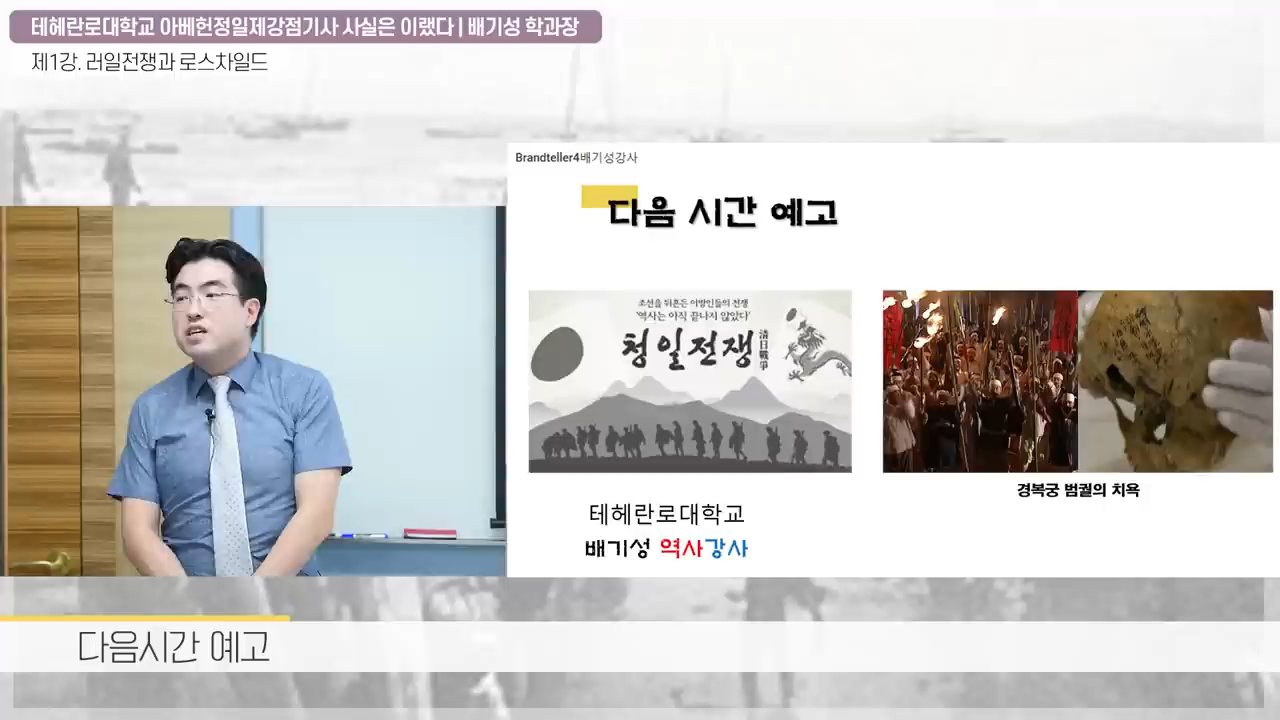 테헤란로대학교 아베헌정일제강점기사 사실은 이랬다 | 배기성 학과장
제1강. 러일전쟁과 로스차일드
Brandteller4배기성강사
다음 시간 예고
조선을 뒤흔든 이방인들의 전쟁
'역사는 아직 끝나지 않았다'
청일전쟁
清日戰爭
경복궁 범궐의 치욕
테헤란로대학교
배기성 역사강사
다음시간 예고